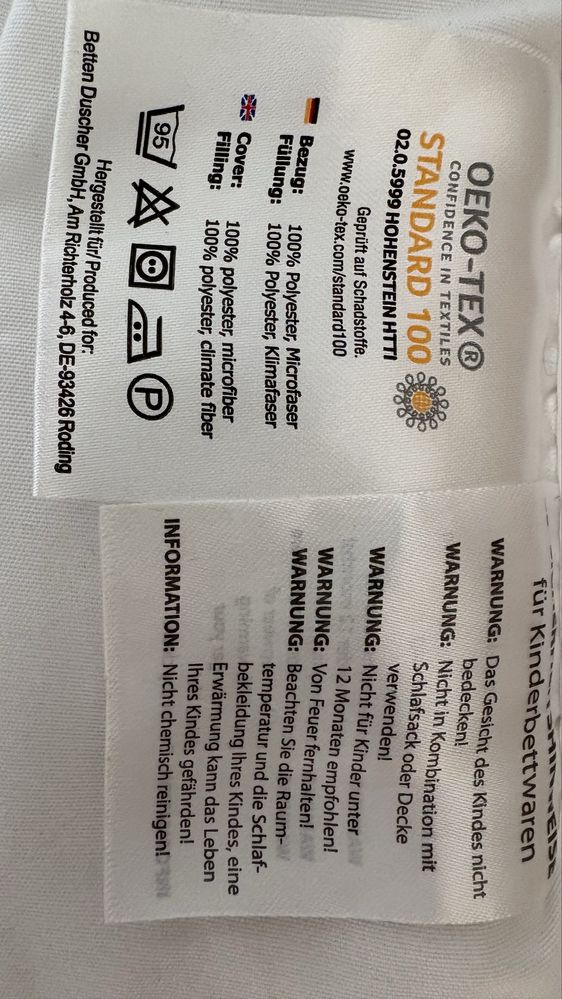 OEKO-TEX®
CONFIDENCE IN TEXTILES
STANDARD 100
02.0.5999 HOHENSTEIN HTTI
Geprüft auf Schadstoffe.
www.oeko-tex.com/standard100
Bezug: 100% Polyester, Microfaser
Füllung: 100% Polyester, Klimafaser
Cover: 100% polyester, microfiber
Filling: 100% polyester, climate fiber
95
P
Hergestellt für/ Produced for:
Betten Duscher GmbH, Am Richterholz 4-6, DE-93426 Roding
für Kinderbettwaren
WARNUNG: Das Gesicht des Kindes nicht
bedecken!
WARNUNG: Nicht in Kombination mit
Schlafsack oder Decke
verwenden!
WARNUNG: Nicht für Kinder unter
12 Monaten empfohlen!
WARNUNG: Von Feuer fernhalten!
WARNUNG: Beachten Sie die Raum-
temperatur und die Schlaf-
bekleidung Ihres Kindes, eine
Erwärmung kann das Leben
Ihres Kindes gefährden!
INFORMATION: Nicht chemisch reinigen!